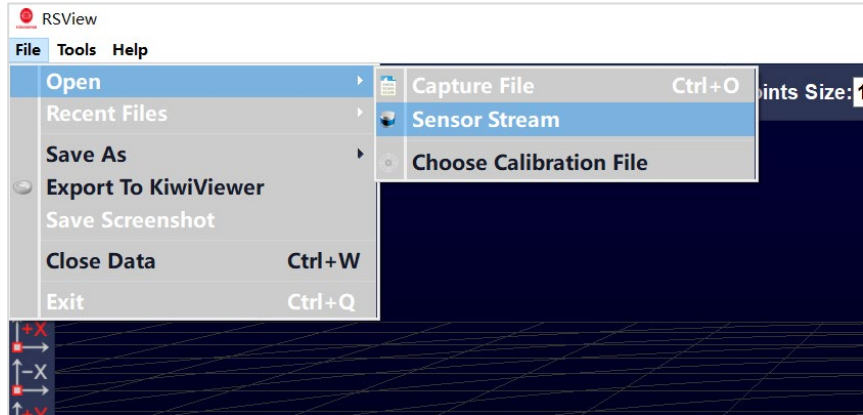 RSView
File Tools Help
Open
Recent Files
Save As
Export To KiwiViewer
Save Screenshot
Close Data Ctrl+W
Exit Ctrl+Q
Capture File Ctrl+O
Sensor Stream
Choose Calibration File
Size:
+X
-X